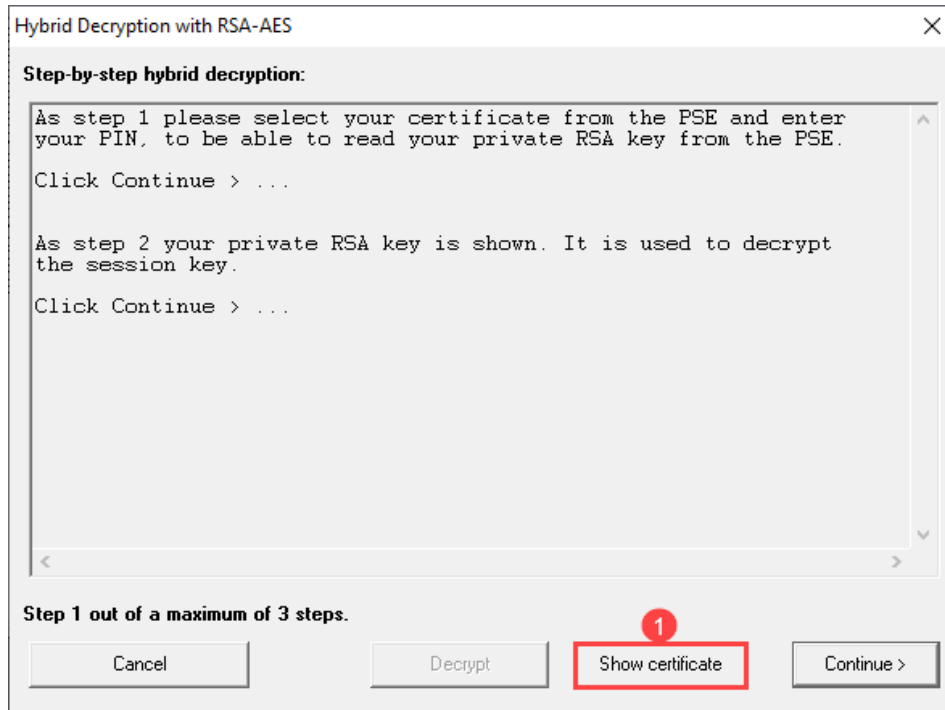 Hybrid Decryption with RSA-AES
Step-by-step hybrid decryption:
As step 1 please select your certificate from the PSE and enter
your PIN, to be able to read your private RSA key from the PSE.
Click Continue > ...
As step 2 your private RSA key is shown. It is used to decrypt
the session key.
Click Continue > ...
Step 1 out of a maximum of 3 steps.
1
Cancel Decrypt Show certificate Continue >